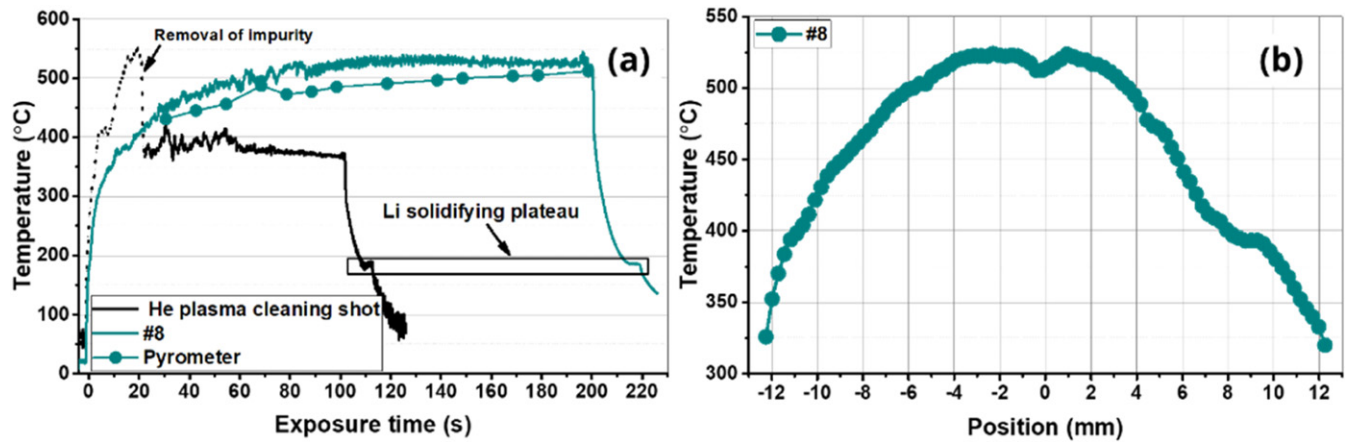 600
500
400
300
200
100
0
Temperature (°C)
Removal of impurity
(a)
Li solidifying plateau
He plasma cleaning shot
#8
Pyrometer
0 20 40 60 80 100 120 140 160 180 200 220
Exposure time (s)
550
500
450
400
350
300
Temperature (°C)
#8
(b)
-12 -10 -8 -6 -4 -2 0 2 4 6 8 10 12
Position (mm)